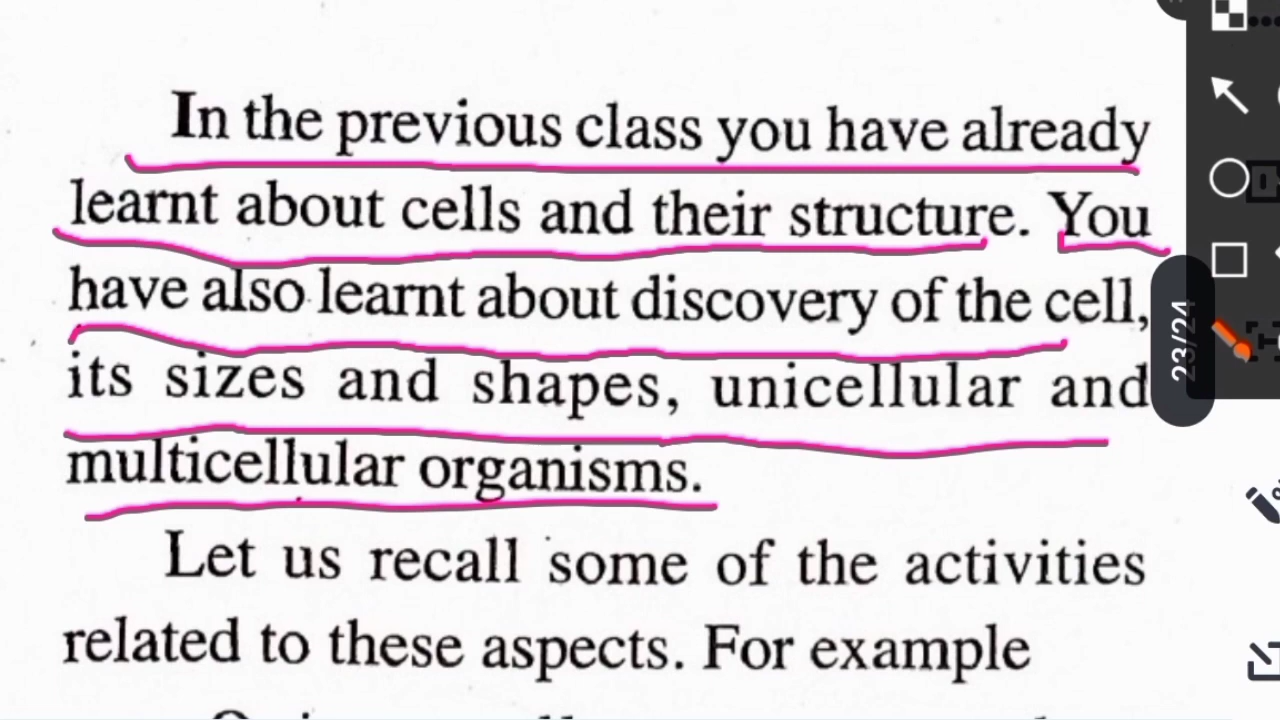 In the previous class you have already
learnt about cells and their structure. You
have also learnt about discovery of the cell,
its sizes and shapes, unicellular and
multicellular organisms.
Let us recall some of the activities
related to these aspects. For example
23/24